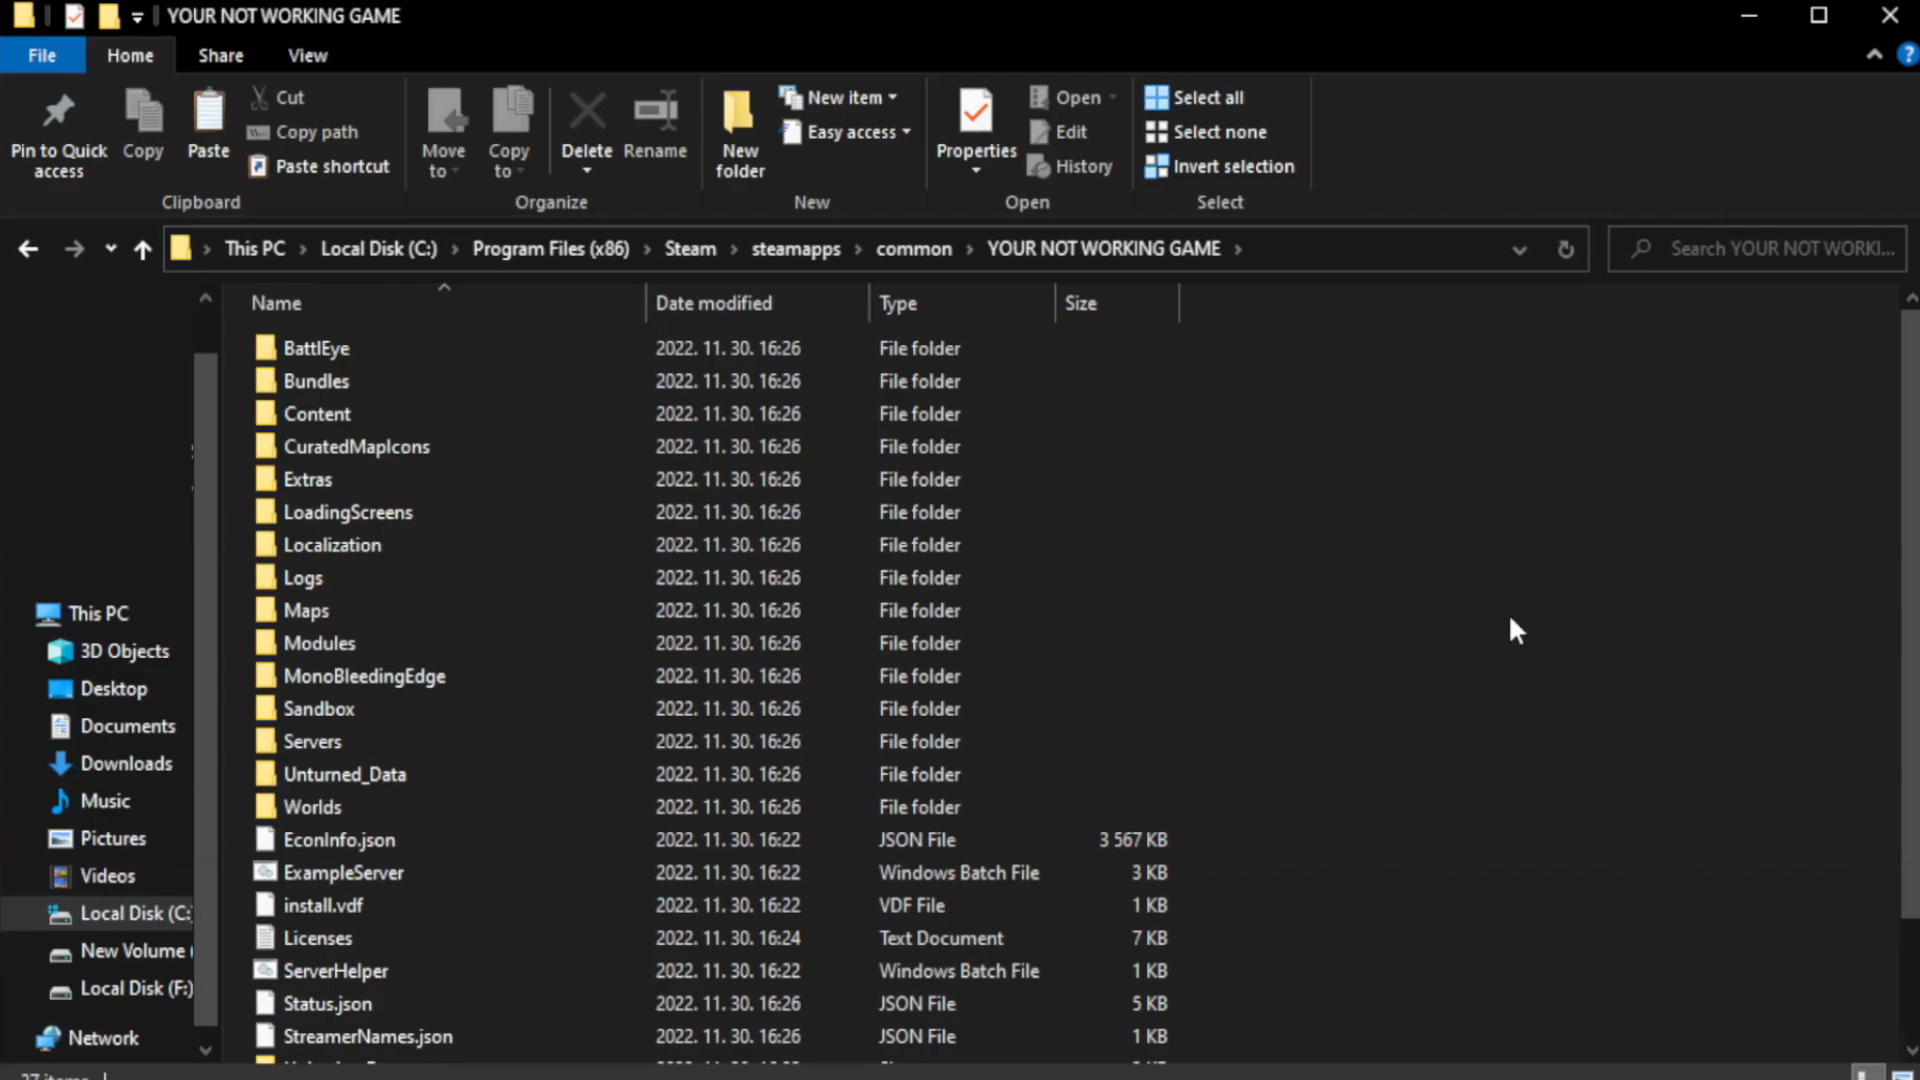 YOUR NOT WORKING GAME
File Home Share View
Pin to Quick access
Copy
Paste
Cut
Copy path
Paste shortcut
Clipboard
Move to
Copy to
Delete
Rename
Organize
New folder
New item
Easy access
New
Properties
Open
Edit
History
Open
Select all
Select none
Invert selection
Select
This PC Local Disk (C:) Program Files (x86) Steam steamapps common YOUR NOT WORKING GAME
Search YOUR NOT WORKI...
Name Date modified Type Size
BattlEye 2022. 11. 30. 16:26 File folder
Bundles 2022. 11. 30. 16:26 File folder
Content 2022. 11. 30. 16:26 File folder
CuratedMapIcons 2022. 11. 30. 16:26 File folder
Extras 2022. 11. 30. 16:26 File folder
LoadingScreens 2022. 11. 30. 16:26 File folder
Localization 2022. 11. 30. 16:26 File folder
Logs 2022. 11. 30. 16:26 File folder
Maps 2022. 11. 30. 16:26 File folder
Modules 2022. 11. 30. 16:26 File folder
MonoBleedingEdge 2022. 11. 30. 16:26 File folder
Sandbox 2022. 11. 30. 16:26 File folder
Servers 2022. 11. 30. 16:26 File folder
Unturned_Data 2022. 11. 30. 16:26 File folder
Worlds 2022. 11. 30. 16:26 File folder
EconInfo.json 2022. 11. 30. 16:22 JSON File 3 567 KB
ExampleServer 2022. 11. 30. 16:22 Windows Batch File 3 KB
install.vdf 2022. 11. 30. 16:22 VDF File 1 KB
Licenses 2022. 11. 30. 16:24 Text Document 7 KB
ServerHelper 2022. 11. 30. 16:22 Windows Batch File 1 KB
Status.json 2022. 11. 30. 16:26 JSON File 5 KB
StreamerNames.json 2022. 11. 30. 16:26 JSON File 1 KB
This PC
3D Objects
Desktop
Documents
Downloads
Music
Pictures
Videos
Local Disk (C:)
New Volume (
Local Disk (F:)
Network